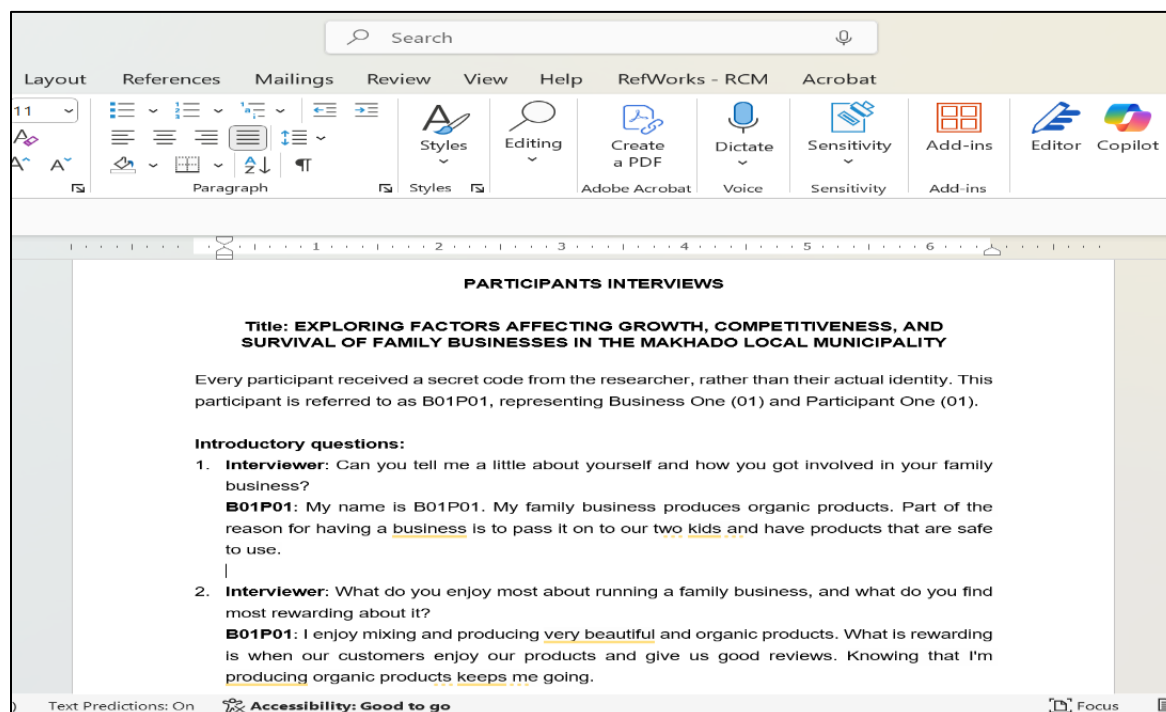 Search
Layout References Mailings Review View Help RefWorks - RCM Acrobat
11
Styles Editing Create a PDF Dictate Sensitivity Add-ins Editor Copilot
Paragraph Styles Adobe Acrobat Voice Sensitivity Add-ins
1 2 3 4 5 6
PARTICIPANTS INTERVIEWS
Title: EXPLORING FACTORS AFFECTING GROWTH, COMPETITIVENESS, AND
SURVIVAL OF FAMILY BUSINESSES IN THE MAKHADO LOCAL MUNICIPALITY
Every participant received a secret code from the researcher, rather than their actual identity. This
participant is referred to as B01P01, representing Business One (01) and Participant One (01).
Introductory questions:
1. Interviewer: Can you tell me a little about yourself and how you got involved in your family
business?
B01P01: My name is B01P01. My family business produces organic products. Part of the
reason for having a business is to pass it on to our two kids and have products that are safe
to use.
2. Interviewer: What do you enjoy most about running a family business, and what do you find
most rewarding about it?
B01P01: I enjoy mixing and producing very beautiful and organic products. What is rewarding
is when our customers enjoy our products and give us good reviews. Knowing that I'm
producing organic products keeps me going.
Text Predictions: On Accessibility: Good to go Focus